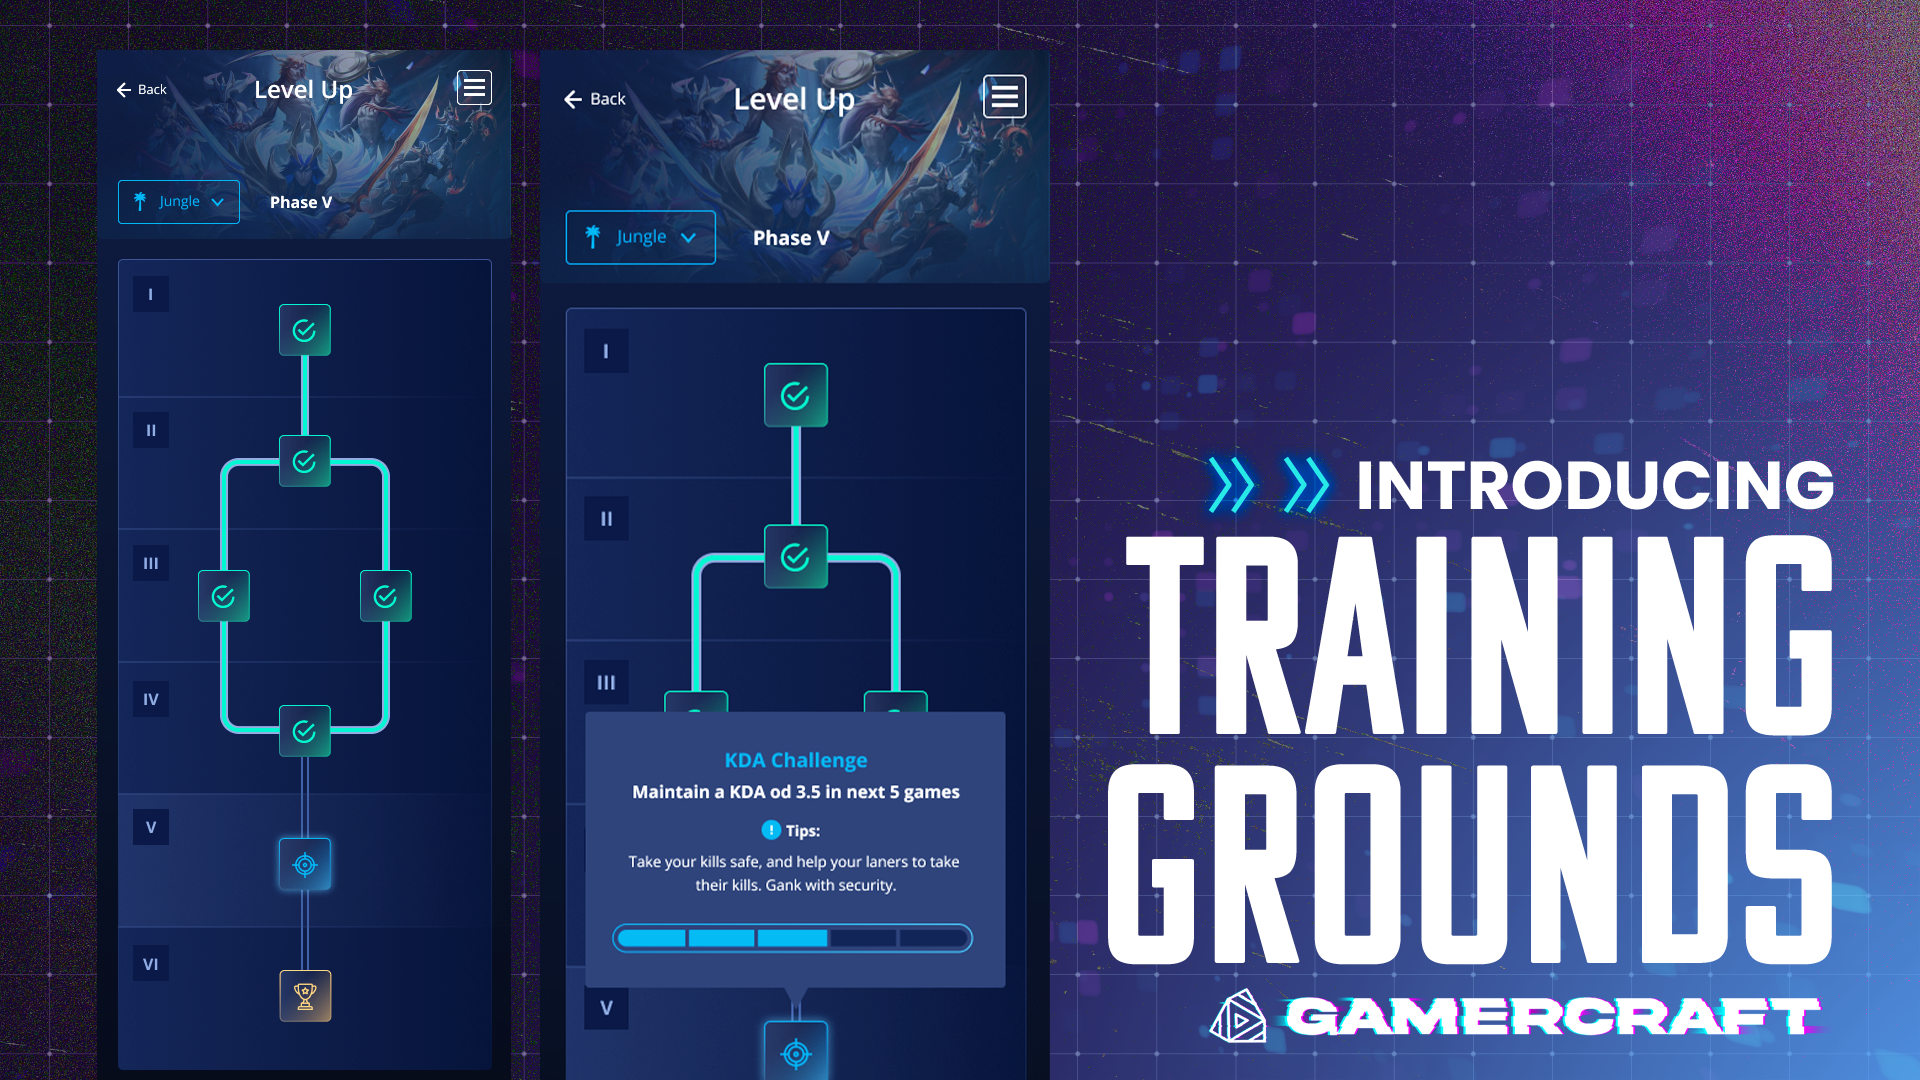 Back
Level Up
Jungle
Phase V
I
II
III
IV
V
VI
Back
Level Up
Jungle
Phase V
I
II
III
KDA Challenge
Maintain a KDA od 3.5 in next 5 games
! Tips:
Take your kills safe, and help your laners to take
their kills. Gank with security.
V
INTRODUCING
TRAINING
GROUNDS
GAMERCRAFT